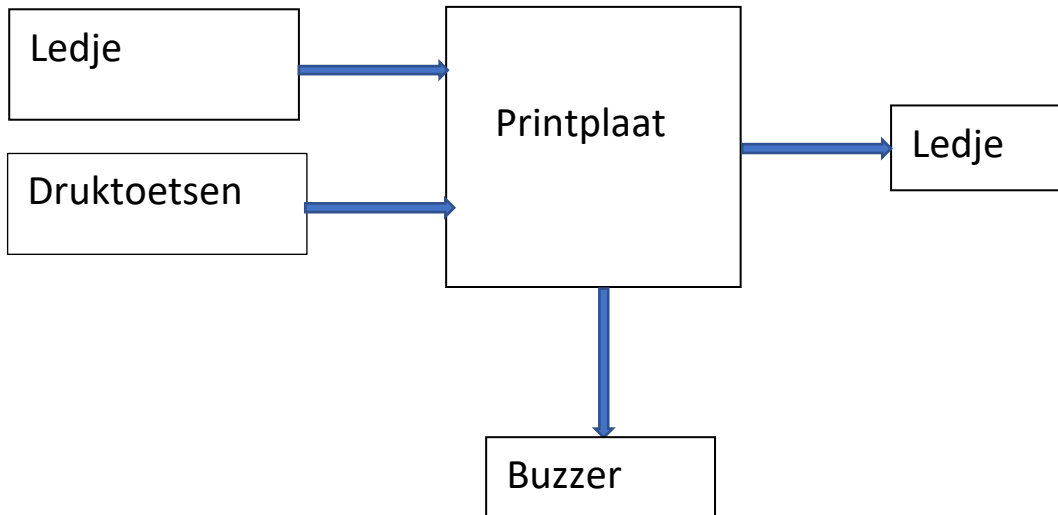 Ledje
Printplaat
Ledje
Druktoetsen
Buzzer